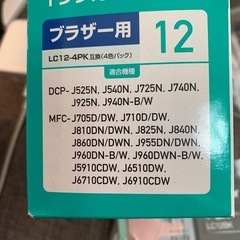 ブラザー用
12
LC12-4PK互換(4色パック)
適合機種
DCP-J525N, J540N, J725N, J740N,
J925N, J940N-B/W
MFC-J705D/DW, J710D/DW,
J810DN/DWN, J825N, J840N,
J860DN/DWN, J955DN/DWN,
J960DN-B/W, J960DWN-B/W,
J5910CDW, J6510DW,
J6710CDW, J6910CDW